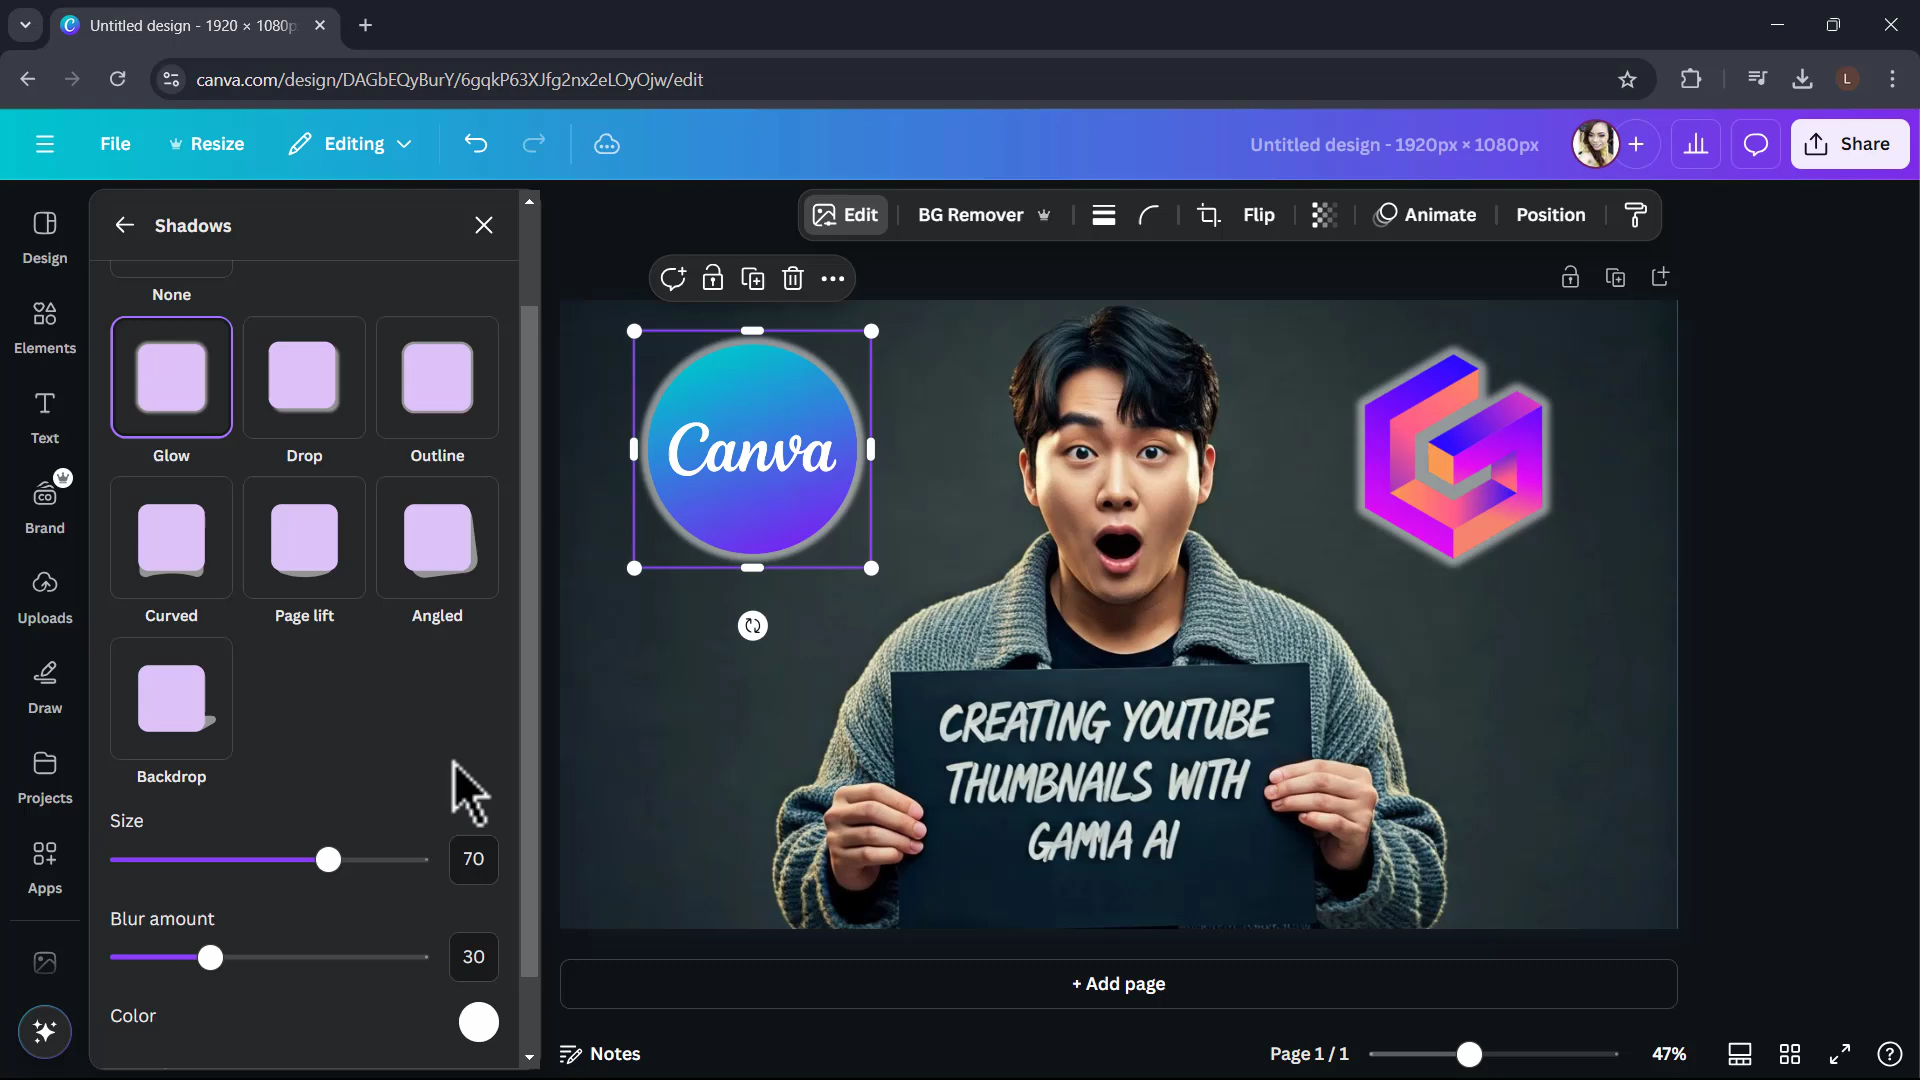 Untitled design - 1920 × 1080p
canva.com/design/DAGbEQyBurY/6gqkP63XJfg2nx2eLOyOjw/edit
L
File
Resize
Editing
Untitled design - 1920px × 1080px
Share
Design
Elements
Text
Brand
Uploads
Draw
Projects
Apps
Shadows
None
Glow
Drop
Outline
Curved
Page lift
Angled
Backdrop
Size
70
Blur amount
30
Color
Edit
BG Remover
Flip
Animate
Position
Canva
CREATING YOUTUBE
THUMBNAILS WITH
GAMMA AI
+ Add page
Notes
Page 1 / 1
47%